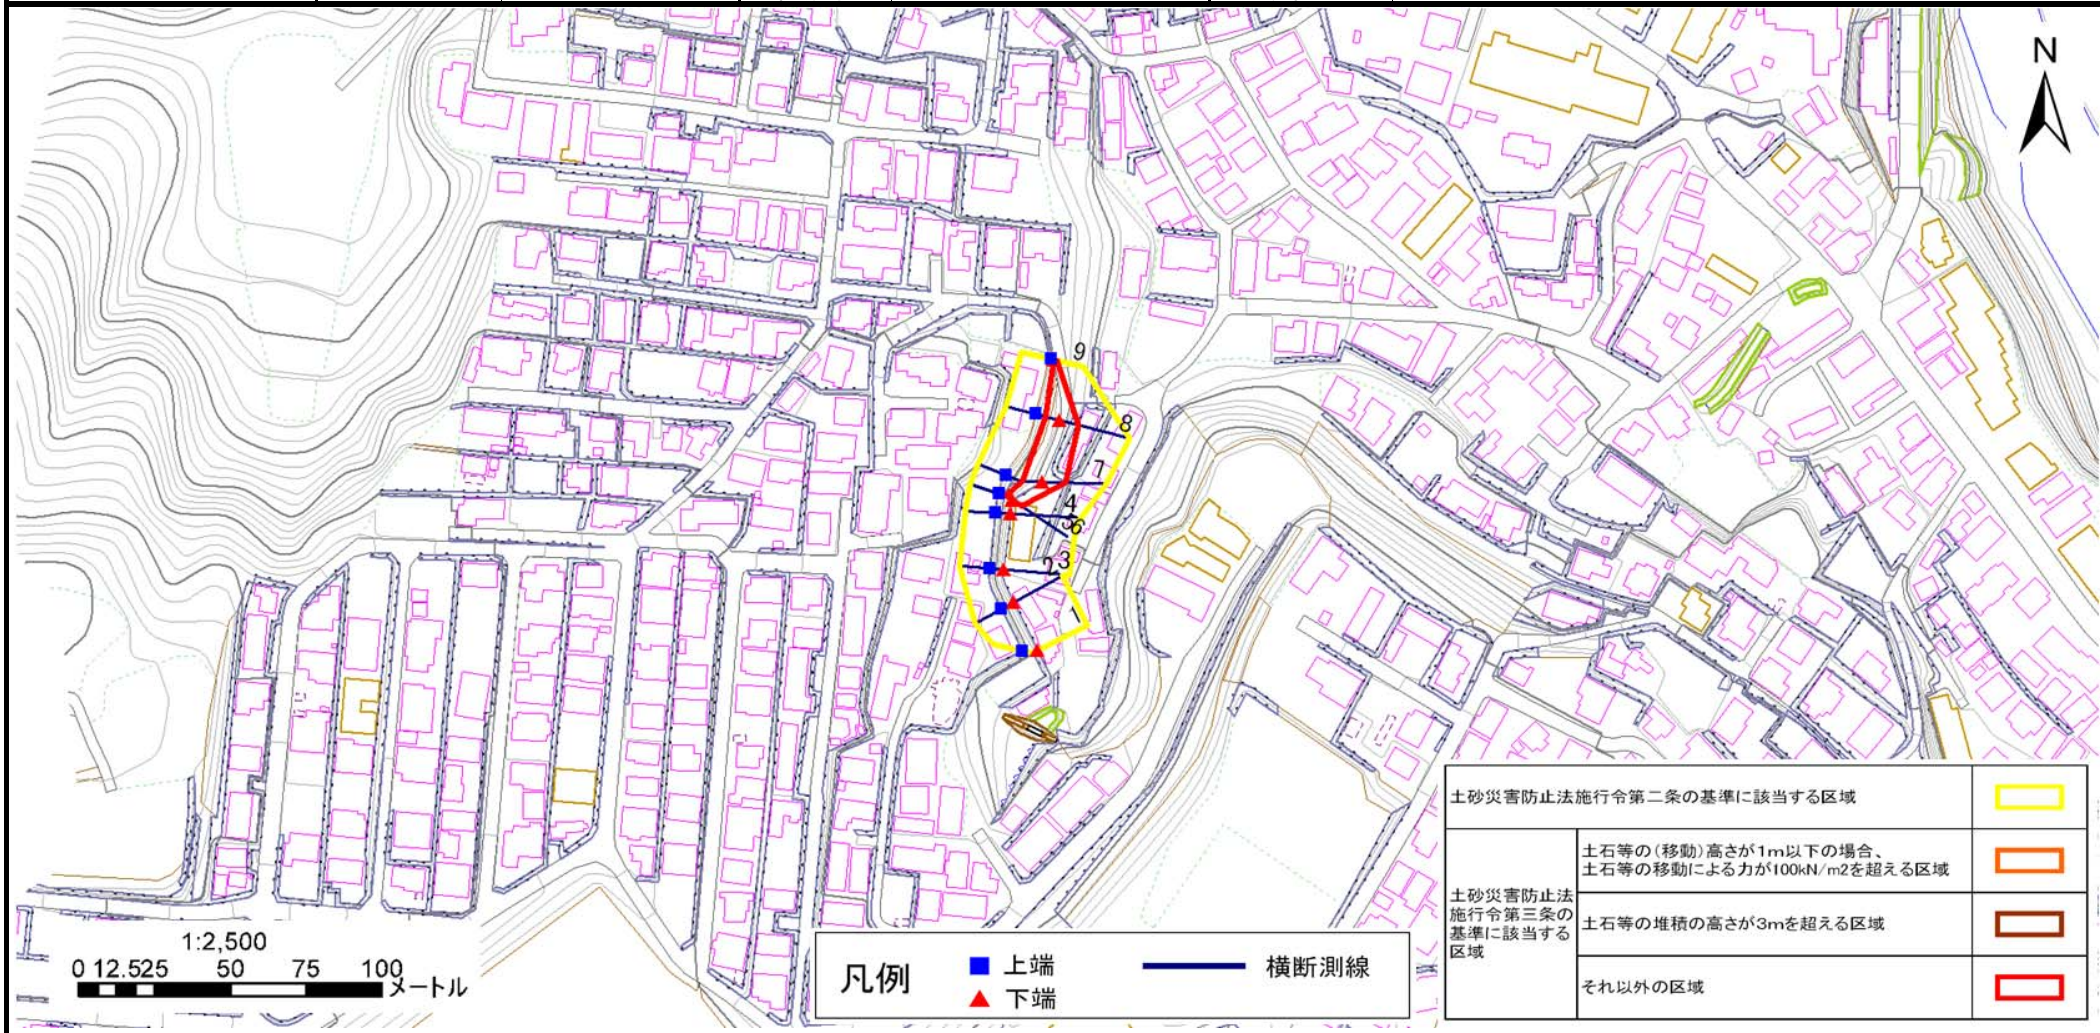 N
9
8
7
4
5
6
3
2
1
1:2,500
0 12.525 50 75 100
メートル
凡例
上端
横断測線
下端
土砂災害防止法施行令第二条の基準に該当する区域
土砂災害防止法
施行令第三条の
基準に該当する
区域
土石等の(移動)高さが1m以下の場合、
土石等の移動による力が100kN/m2を超える区域
土石等の堆積の高さが3mを超える区域
それ以外の区域